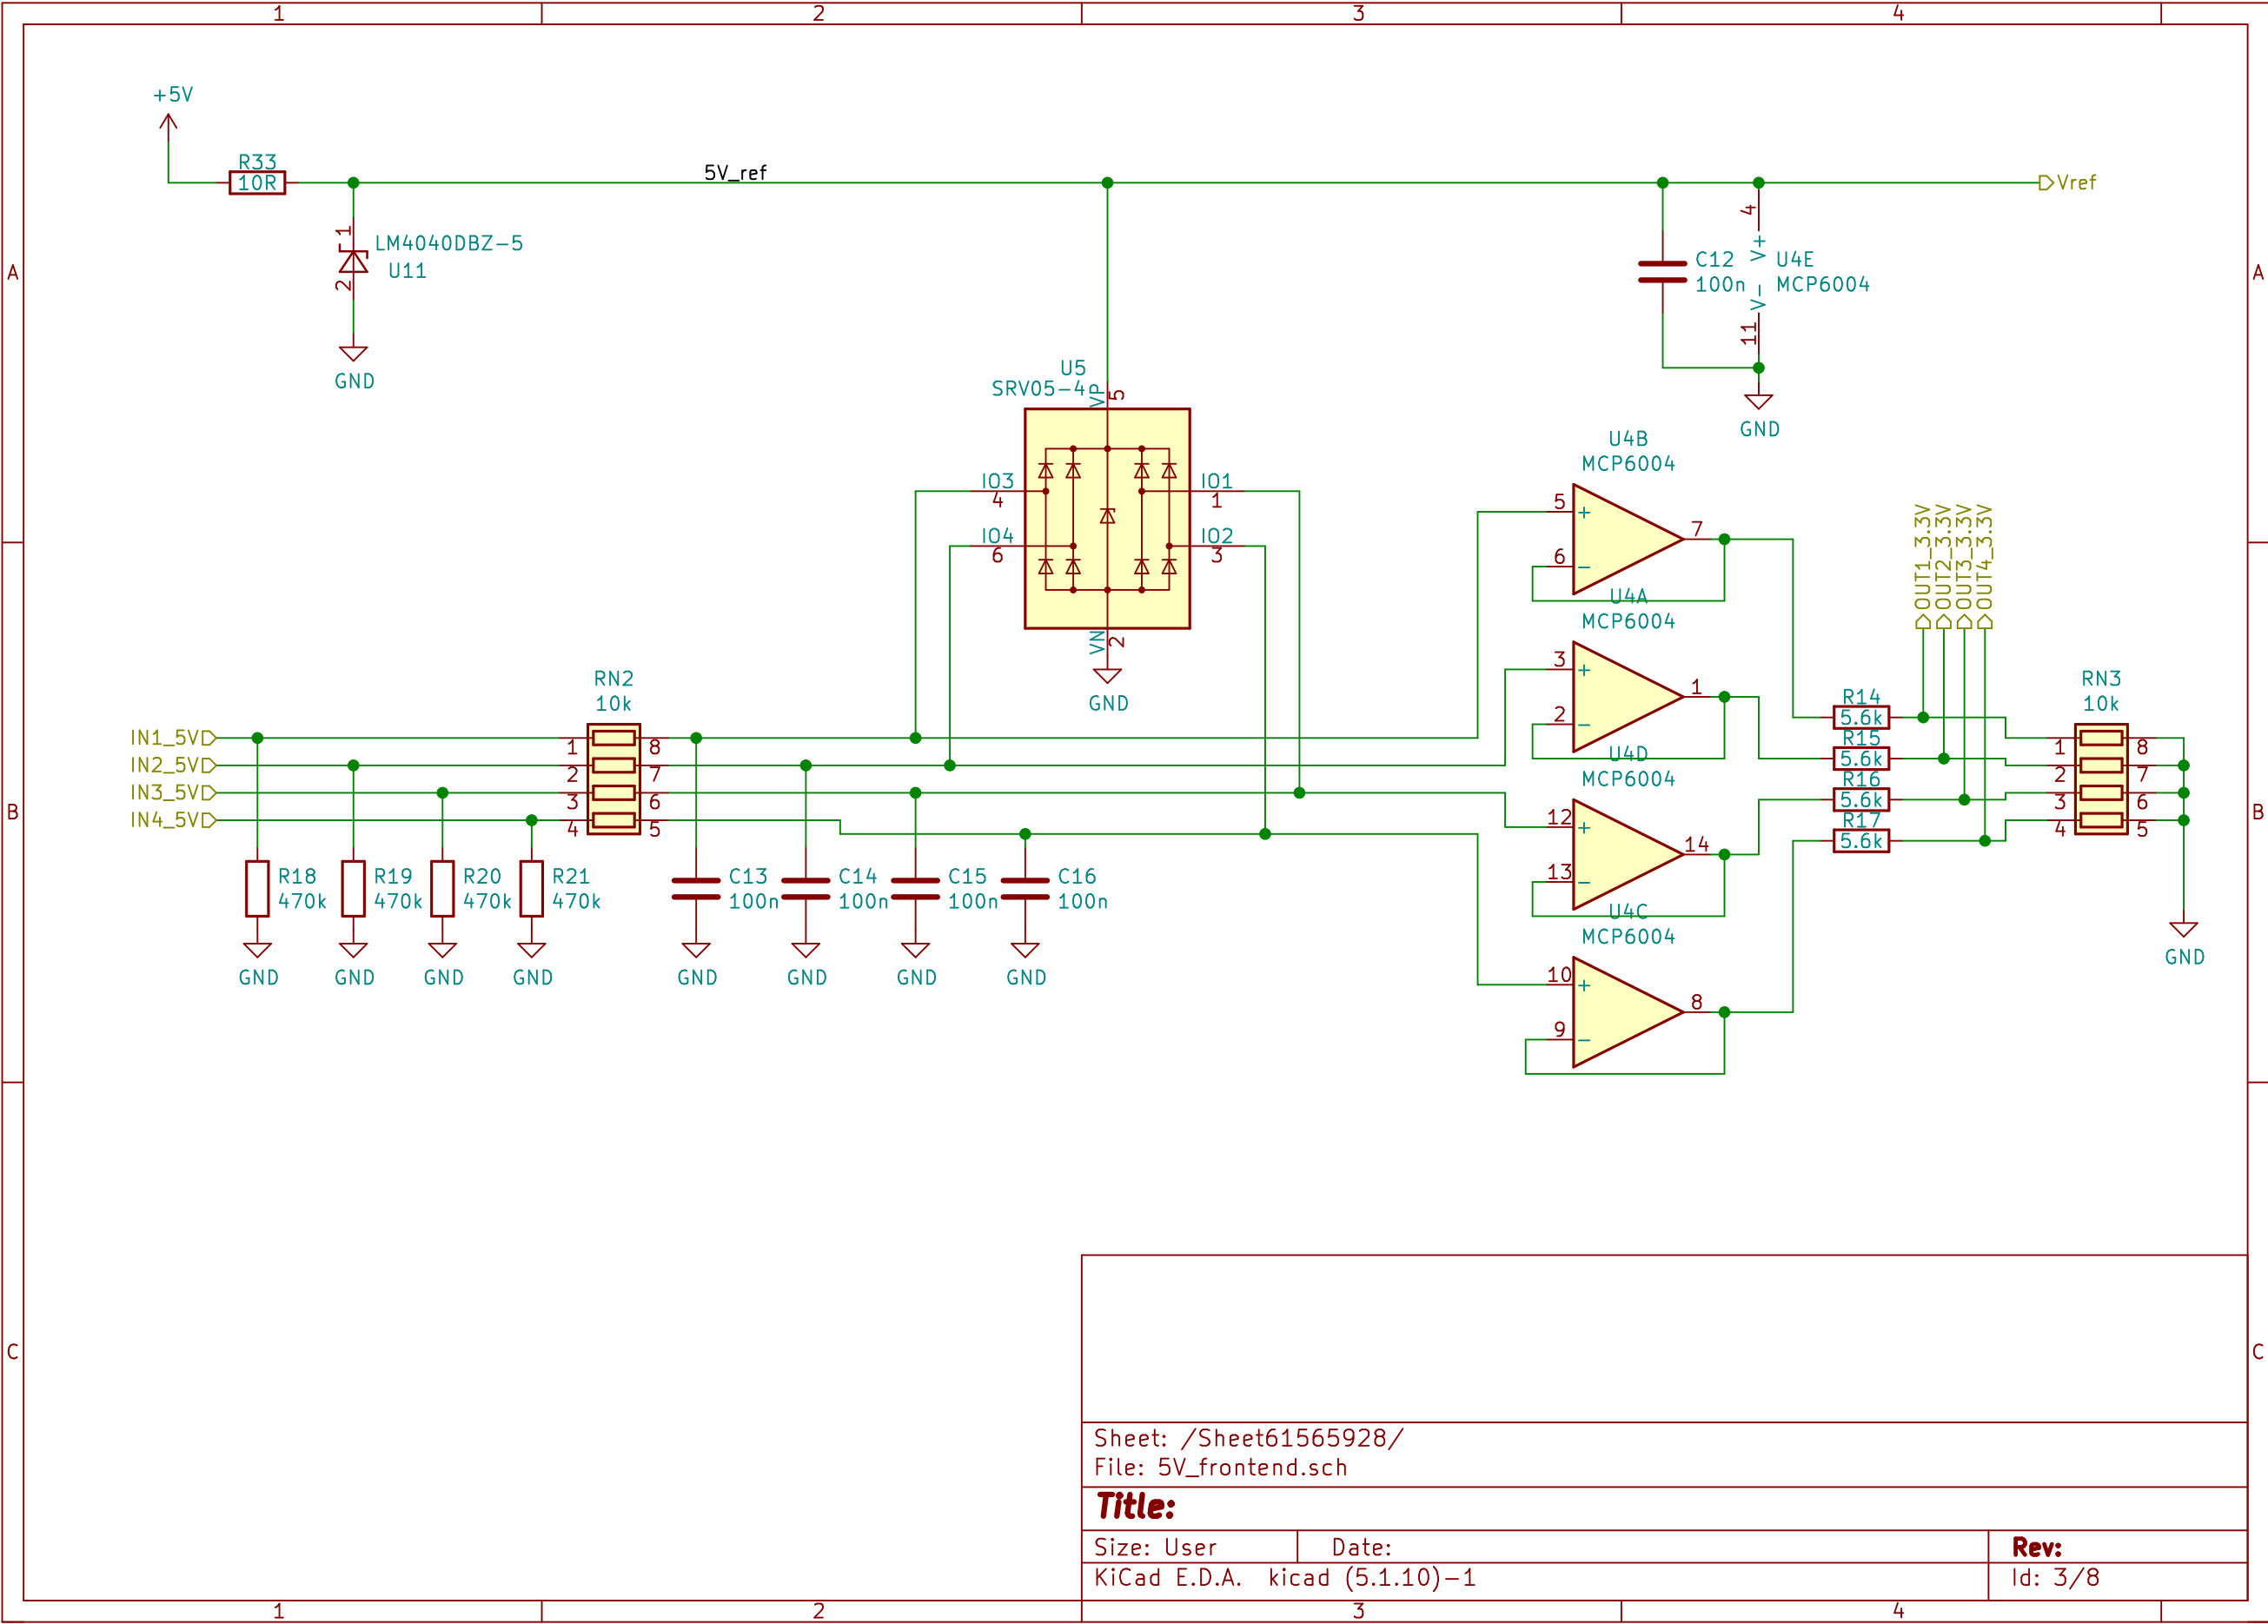 1 2 3 4
+5V
R33
10R
5V_ref
Vref
1
LM4040DBZ-5
U11
2
GND
4
V+
C12
100n
U4E
MCP6004
V-
11
GND
A A
U5
SRV05-4
VP
5
IO3
4
IO1
1
IO4
6
IO2
3
VN
2
GND
U4B
MCP6004
5
+
7
6
-
U4A
MCP6004
3
+
1
2
-
U4D
MCP6004
12
+
14
13
-
U4C
MCP6004
10
+
8
9
-
OUT1_3.3V
OUT2_3.3V
OUT3_3.3V
OUT4_3.3V
RN2
10k
IN1_5V
IN2_5V
IN3_5V
IN4_5V
1 8
2 7
3 6
4 5
R14
5.6k
R15
5.6k
R16
5.6k
R17
5.6k
RN3
10k
1 8
2 7
3 6
4 5
GND
B B
R18
470k
R19
470k
R20
470k
R21
470k
C13
100n
C14
100n
C15
100n
C16
100n
GND GND GND GND GND GND GND GND
C C
Sheet: /Sheet61565928/
File: 5V_frontend.sch
Title:
Size: User Date: Rev:
KiCad E.D.A. kicad (5.1.10)-1 Id: 3/8
1 2 3 4